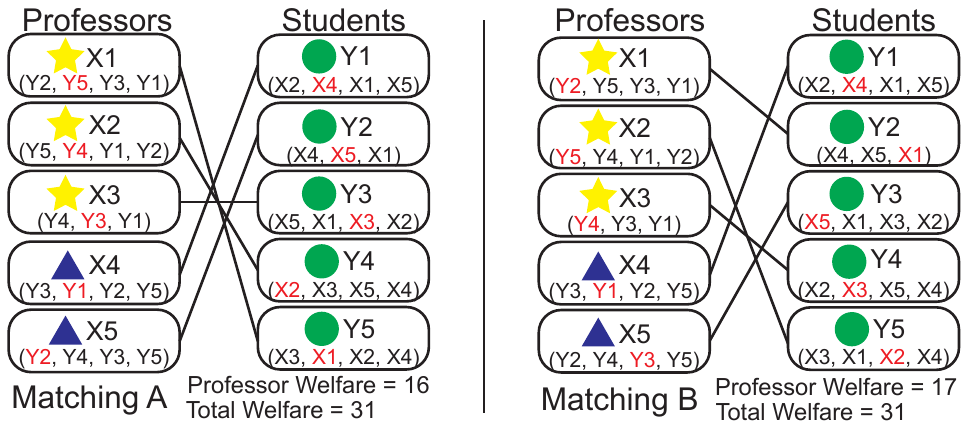 Professors
Students
X1
(Y2, Y5, Y3, Y1)
X2
(Y5, Y4, Y1, Y2)
X3
(Y4, Y3, Y1)
X4
(Y3, Y1, Y2, Y5)
X5
(Y2, Y4, Y3, Y5)
Y1
(X2, X4, X1, X5)
Y2
(X4, X5, X1)
Y3
(X5, X1, X3, X2)
Y4
(X2, X3, X5, X4)
Y5
(X3, X1, X2, X4)
Matching A
Professor Welfare = 16
Total Welfare = 31
Professors
Students
X1
(Y2, Y5, Y3, Y1)
X2
(Y5, Y4, Y1, Y2)
X3
(Y4, Y3, Y1)
X4
(Y3, Y1, Y2, Y5)
X5
(Y2, Y4, Y3, Y5)
Y1
(X2, X4, X1, X5)
Y2
(X4, X5, X1)
Y3
(X5, X1, X3, X2)
Y4
(X2, X3, X5, X4)
Y5
(X3, X1, X2, X4)
Matching B
Professor Welfare = 17
Total Welfare = 31